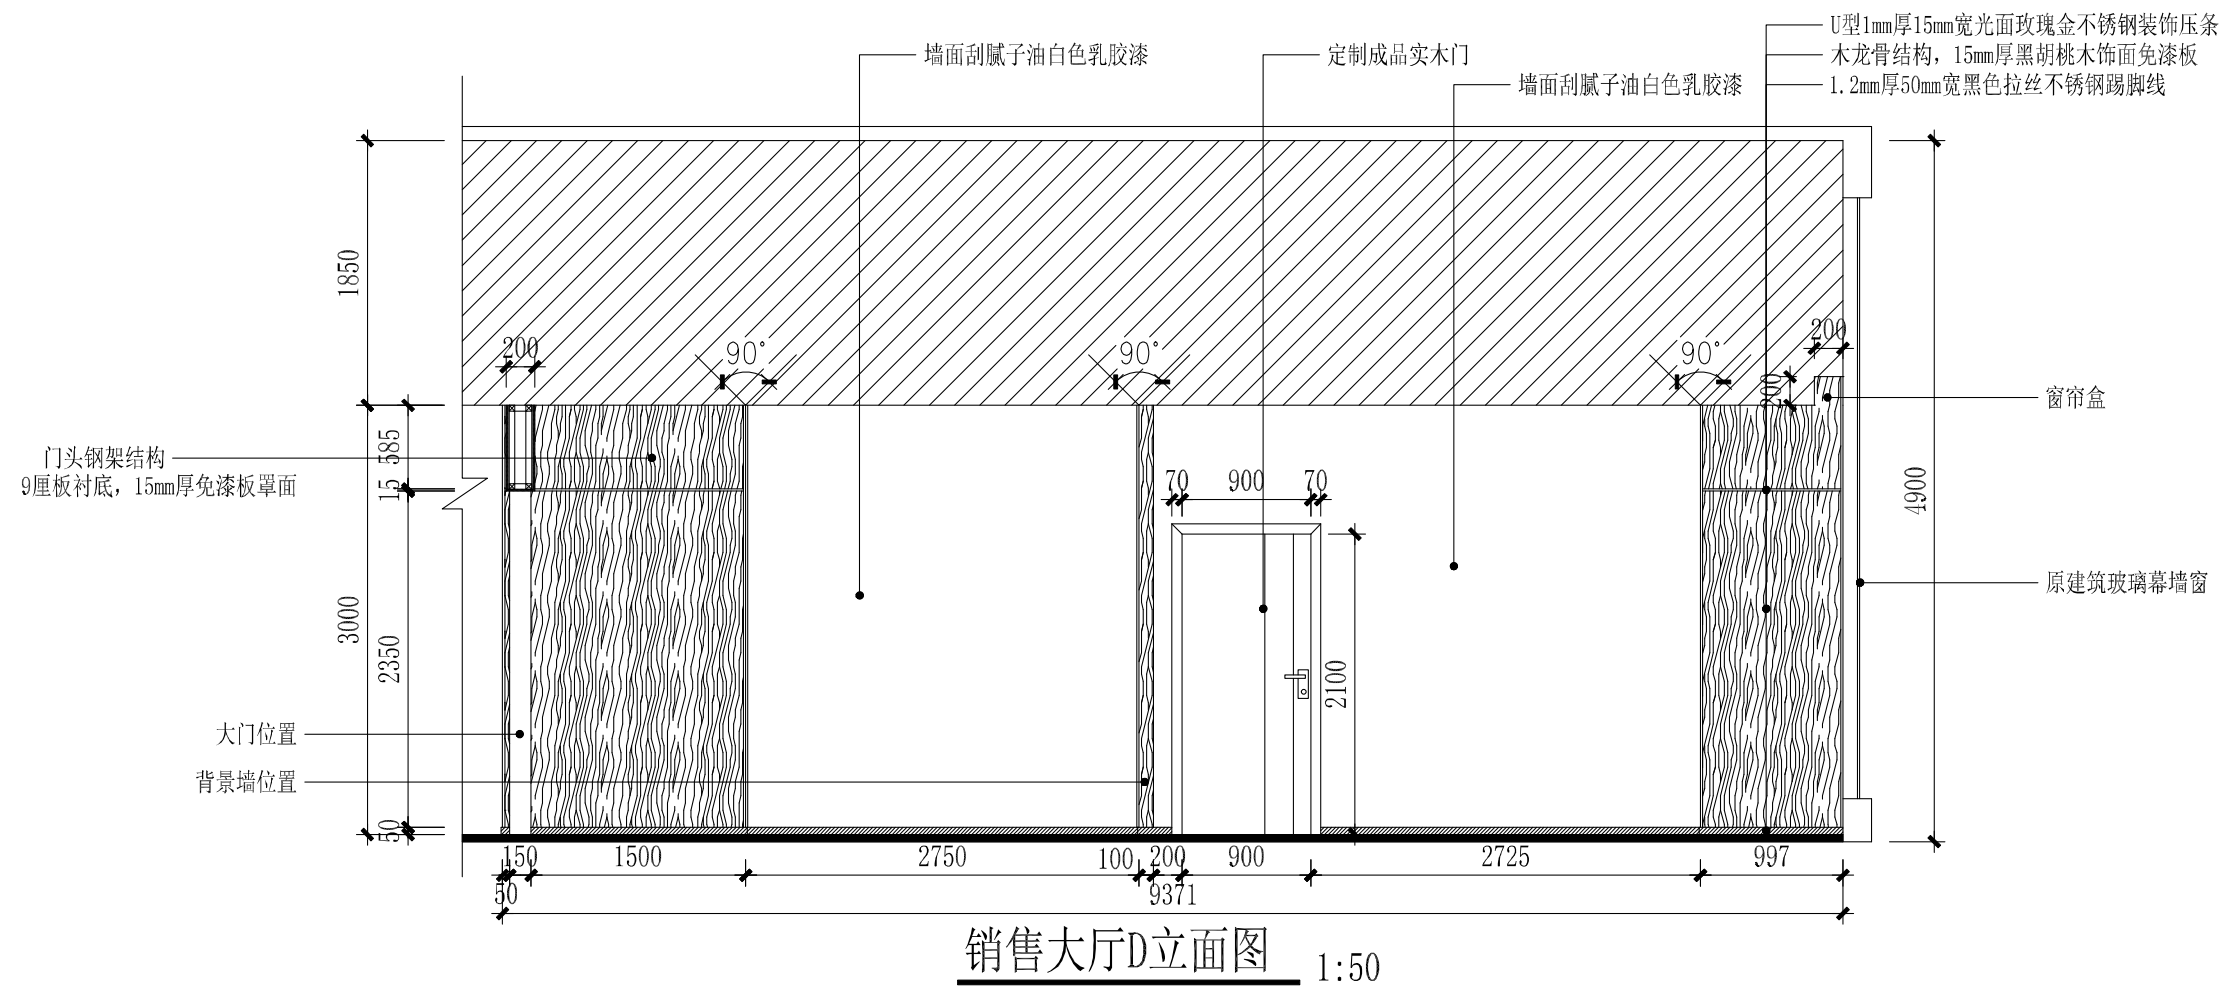 U型1mm厚15mm宽光面玫瑰金不锈钢装饰压条
墙面刮腻子油白色乳胶漆
定制成品实木门
木龙骨结构，15mm厚黑胡桃木饰面免漆板
墙面刮腻子油白色乳胶漆
1.2mm厚50mm宽黑色拉丝不锈钢踢脚线
1850
200
90°
90°
90°
200
200
窗帘盒
585
门头钢架结构
9厘板衬底，15mm厚免漆板罩面
15
70
900
70
4900
3000
2350
2100
原建筑玻璃幕墙窗
大门位置
背景墙位置
50
150
1500
2750
100
200
900
2725
997
50
9371
销售大厅D立面图
1:50